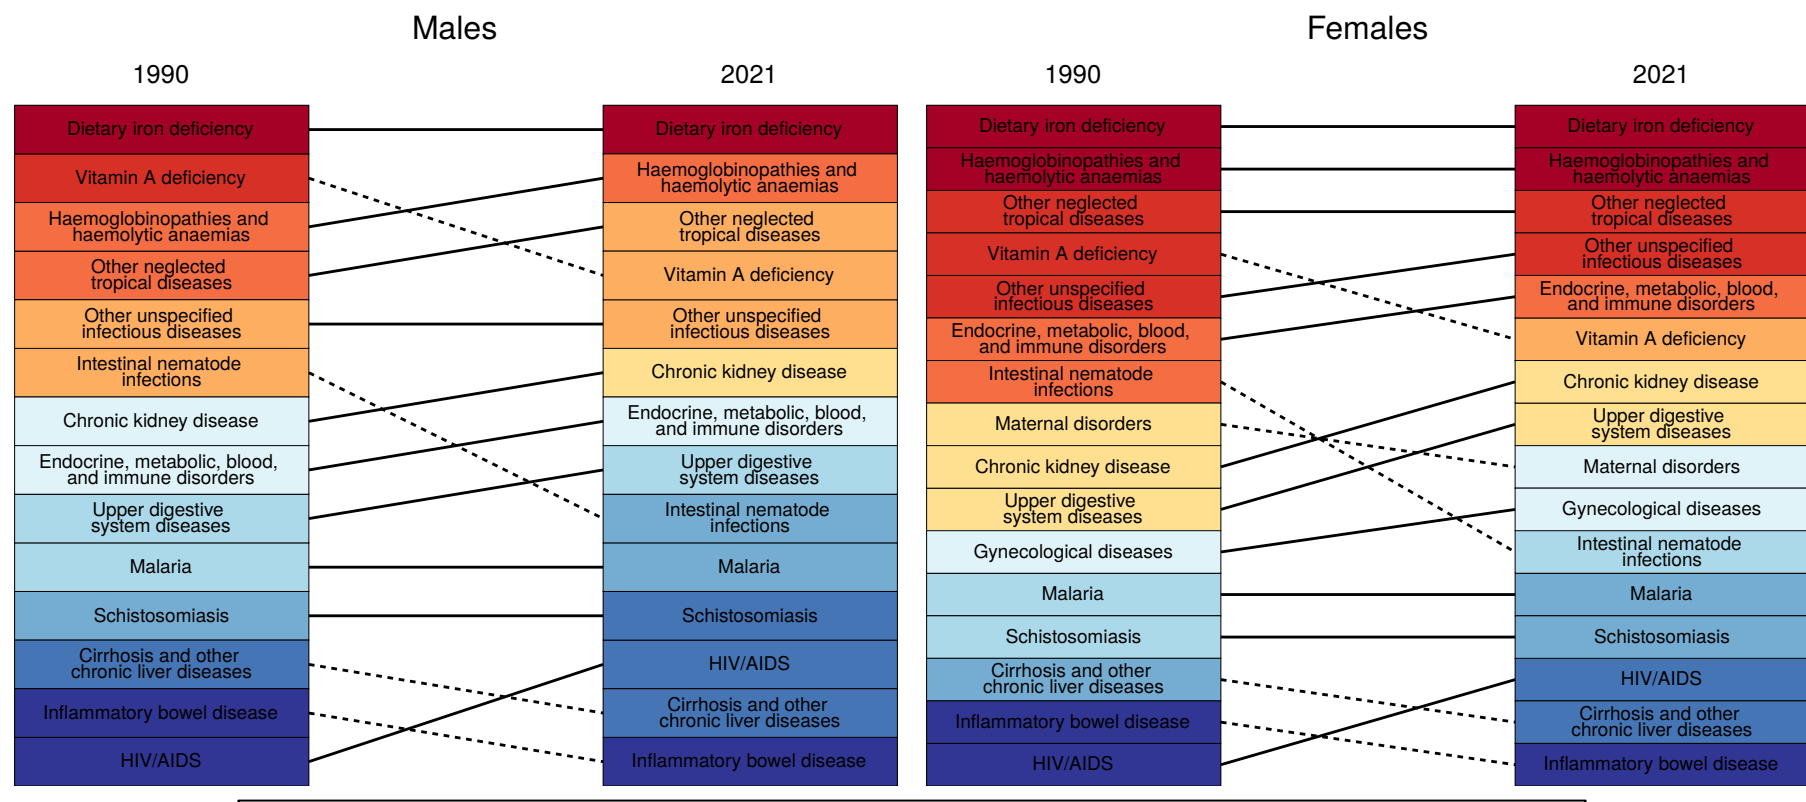 Males
1990
2021
Dietary iron deficiency
Vitamin A deficiency
Haemoglobinopathies and
haemolytic anaemias
Other neglected
tropical diseases
Other unspecified
infectious diseases
Intestinal nematode
infections
Chronic kidney disease
Endocrine, metabolic, blood,
and immune disorders
Upper digestive
system diseases
Malaria
Schistosomiasis
Cirrhosis and other
chronic liver diseases
Inflammatory bowel disease
HIV/AIDS
Dietary iron deficiency
Haemoglobinopathies and
haemolytic anaemias
Other neglected
tropical diseases
Vitamin A deficiency
Other unspecified
infectious diseases
Chronic kidney disease
Endocrine, metabolic, blood,
and immune disorders
Upper digestive
system diseases
Intestinal nematode
infections
Malaria
Schistosomiasis
HIV/AIDS
Cirrhosis and other
chronic liver diseases
Inflammatory bowel disease
Females
1990
2021
Dietary iron deficiency
Haemoglobinopathies and
haemolytic anaemias
Other neglected
tropical diseases
Vitamin A deficiency
Other unspecified
infectious diseases
Endocrine, metabolic, blood,
and immune disorders
Intestinal nematode
infections
Maternal disorders
Chronic kidney disease
Upper digestive
system diseases
Gynecological diseases
Malaria
Schistosomiasis
Cirrhosis and other
chronic liver diseases
Inflammatory bowel disease
HIV/AIDS
Dietary iron deficiency
Haemoglobinopathies and
haemolytic anaemias
Other neglected
tropical diseases
Other unspecified
infectious diseases
Endocrine, metabolic, blood,
and immune disorders
Vitamin A deficiency
Chronic kidney disease
Upper digestive
system diseases
Maternal disorders
Gynecological diseases
Intestinal nematode
infections
Malaria
Schistosomiasis
HIV/AIDS
Cirrhosis and other
chronic liver diseases
Inflammatory bowel disease